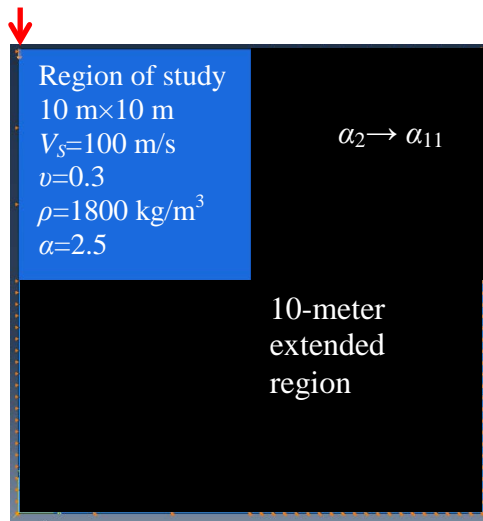 Region of study
10 m×10 m
V_S=100 m/s
υ=0.3
ρ=1800 kg/m³
α=2.5
α₂→ α₁₁
10-meter
extended
region